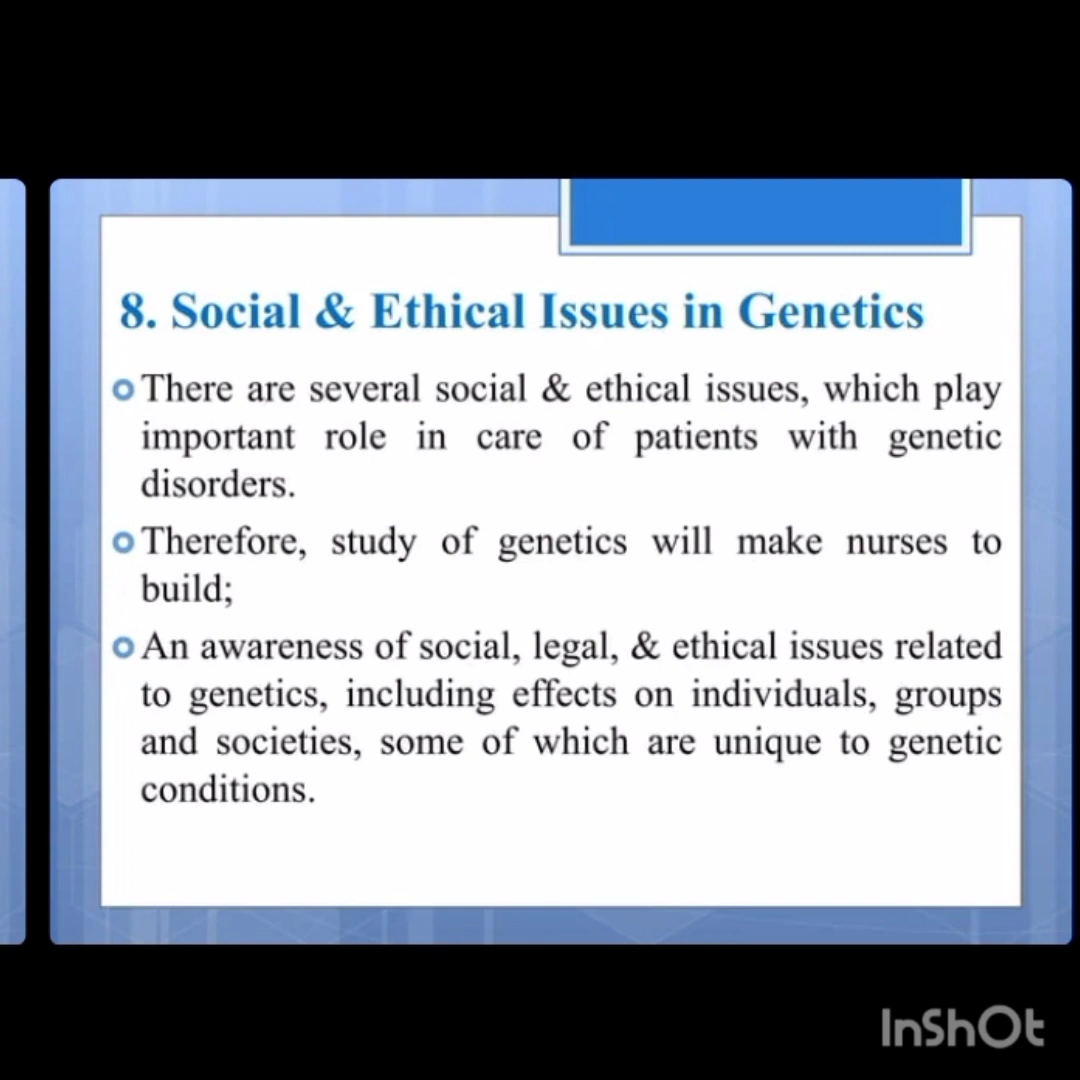 8. Social & Ethical Issues in Genetics
There are several social & ethical issues, which play
important role in care of patients with genetic
disorders.
Therefore, study of genetics will make nurses to
build;
An awareness of social, legal, & ethical issues related
to genetics, including effects on individuals, groups
and societies, some of which are unique to genetic
conditions.
InShOt